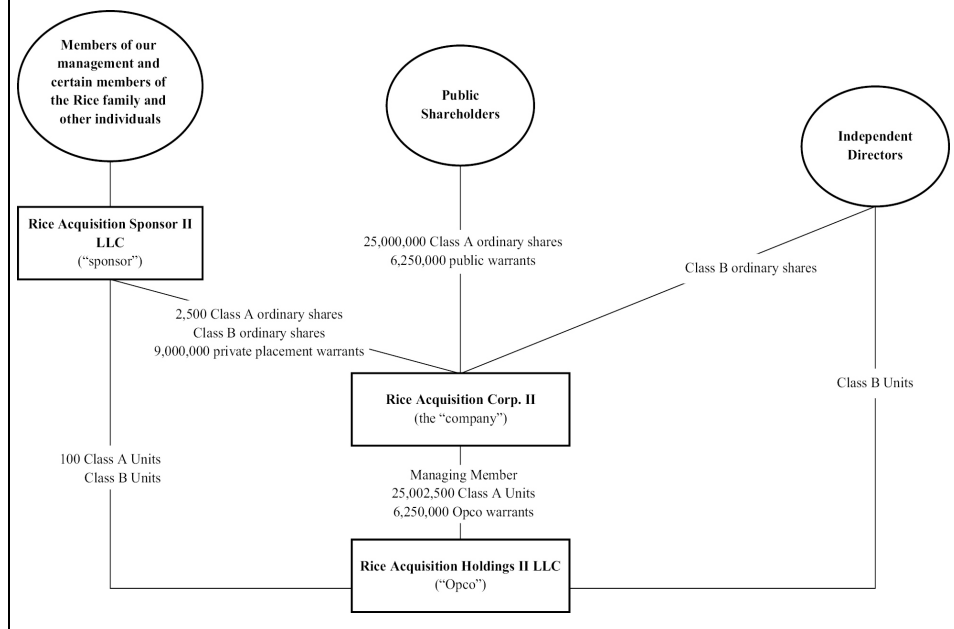 Members of our
management and
certain members of
the Rice family and
other individuals
Public
Shareholders
Independent
Directors
Rice Acquisition Sponsor II
LLC
(“sponsor”)
25,000,000 Class A ordinary shares
6,250,000 public warrants
Class B ordinary shares
2,500 Class A ordinary shares
Class B ordinary shares
9,000,000 private placement warrants
Rice Acquisition Corp. II
(the “company”)
Class B Units
100 Class A Units
Class B Units
Managing Member
25,002,500 Class A Units
6,250,000 Opco warrants
Rice Acquisition Holdings II LLC
(“Opco”)